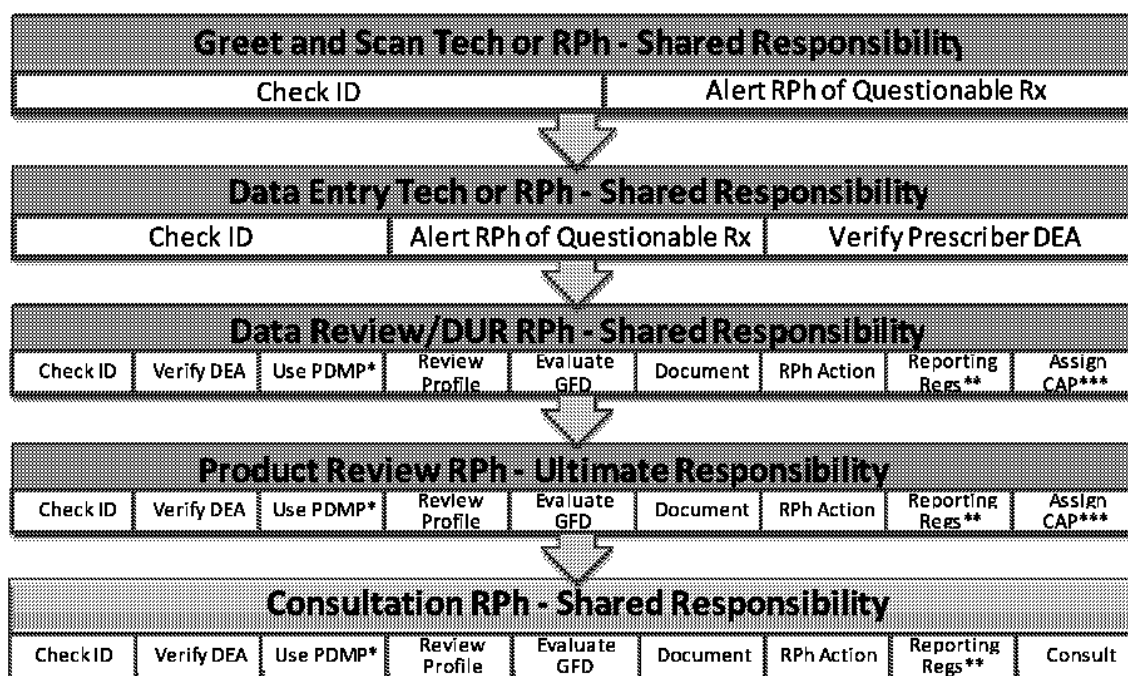 Greet and Scan Tech or RPh - Shared Responsibility
Check ID Alert RPh of Questionable Rx
Data Entry Tech or RPh - Shared Responsibility
Check ID Alert RPh of Questionable Rx Verify Prescriber DEA
Data Review/DUR RPh - Shared Responsibility
Check ID Verify DEA Use PDMP* Review Profile Evaluate GFD Document RPh Action Reporting Regs** Assign CAP***
Product Review RPh - Ultimate Responsibility
Check ID Verify DEA Use PDMP* Review Profile Evaluate GFD Document RPh Action Reporting Regs** Assign CAP***
Consultation RPh - Shared Responsibility
Check ID Verify DEA Use PDMP* Review Profile Evaluate GFD Document RPh Action Reporting Regs** Consult